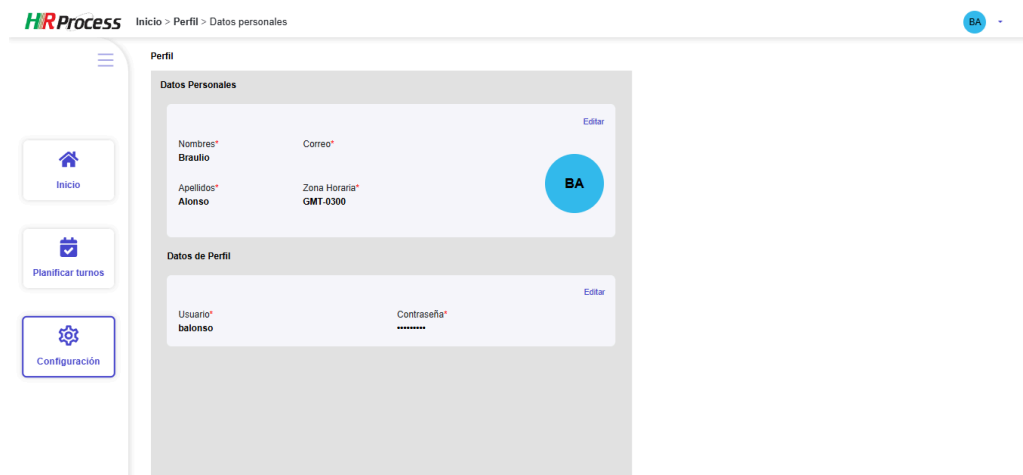 HRProcess Inicio > Perfil > Datos personales BA
Perfil
Datos Personales
Editar
Nombres* Correo*
Braulio
BA
Apellidos* Zona Horaria*
Alonso GMT-0300
Datos de Perfil
Editar
Usuario* Contraseña*
balonso •••••••••
Inicio
Planificar turnos
Configuración